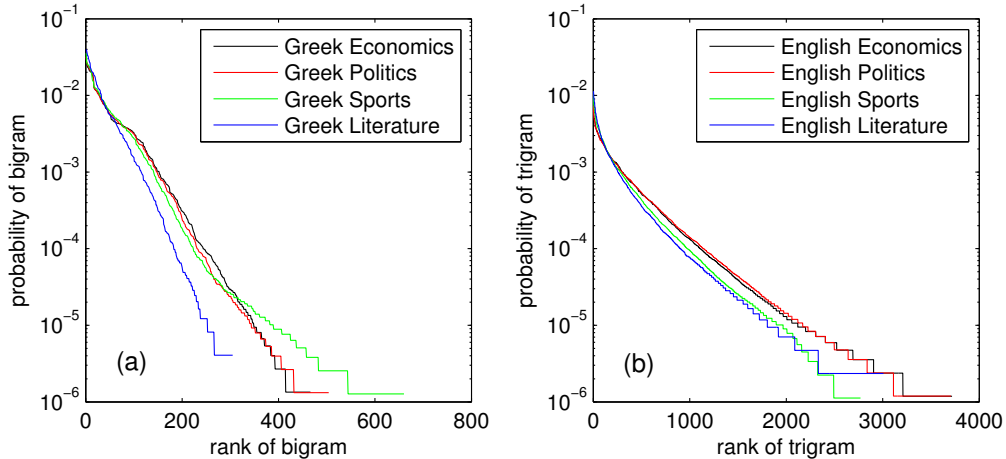 10^{-1}
10^{-2}
10^{-3}
10^{-4}
10^{-5}
10^{-6}
probability of bigram
Greek Economics
Greek Politics
Greek Sports
Greek Literature
(a)
0 200 400 600 800
rank of bigram
10^{-1}
10^{-2}
10^{-3}
10^{-4}
10^{-5}
10^{-6}
probability of trigram
English Economics
English Politics
English Sports
English Literature
(b)
0 1000 2000 3000 4000
rank of trigram